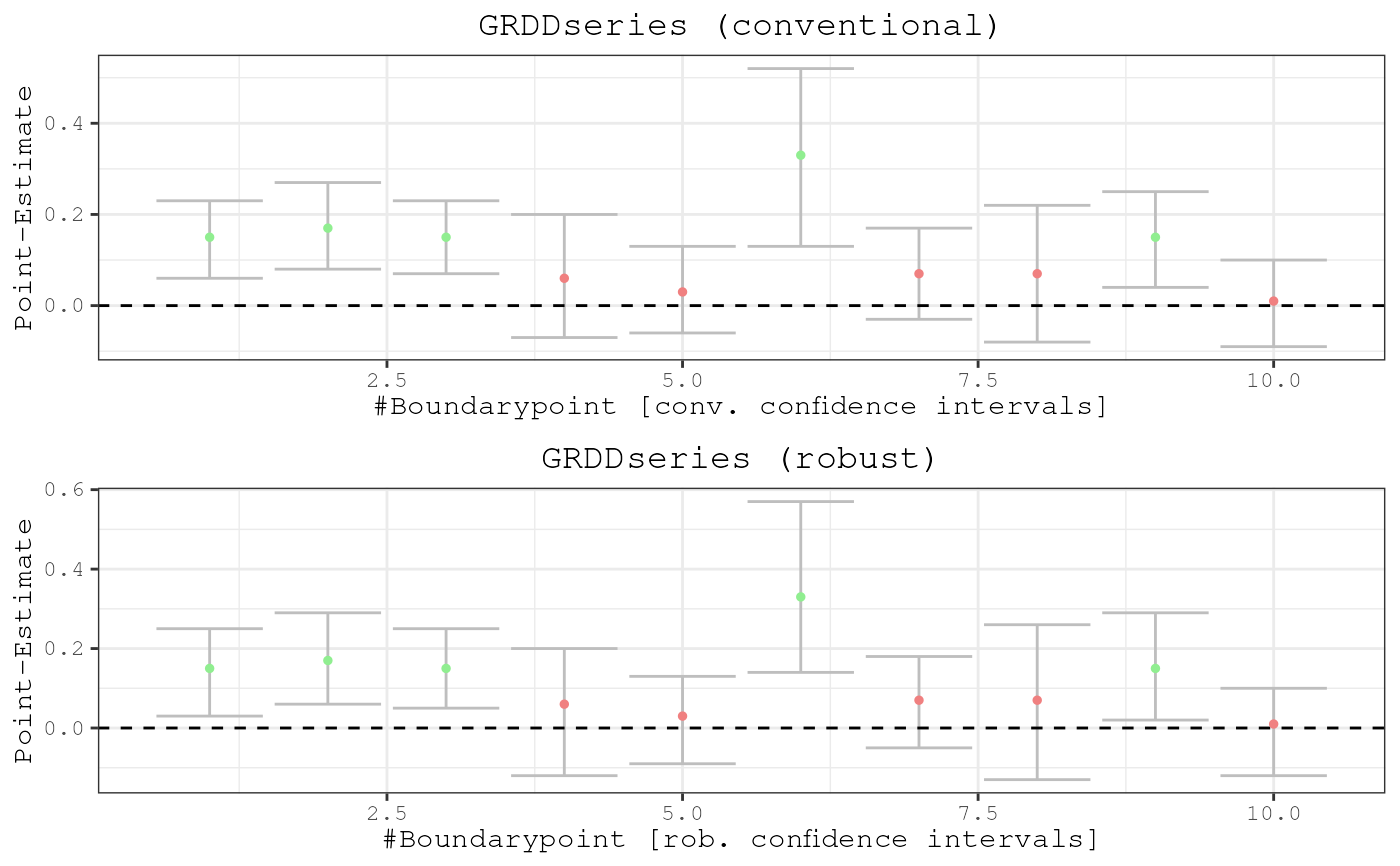 GRDDseries (conventional)
Point-Estimate
0.4
0.2
0.0
2.5 5.0 7.5 10.0
#Boundarypoint [conv. confidence intervals]
GRDDseries (robust)
Point-Estimate
0.6
0.4
0.2
0.0
2.5 5.0 7.5 10.0
#Boundarypoint [rob. confidence intervals]